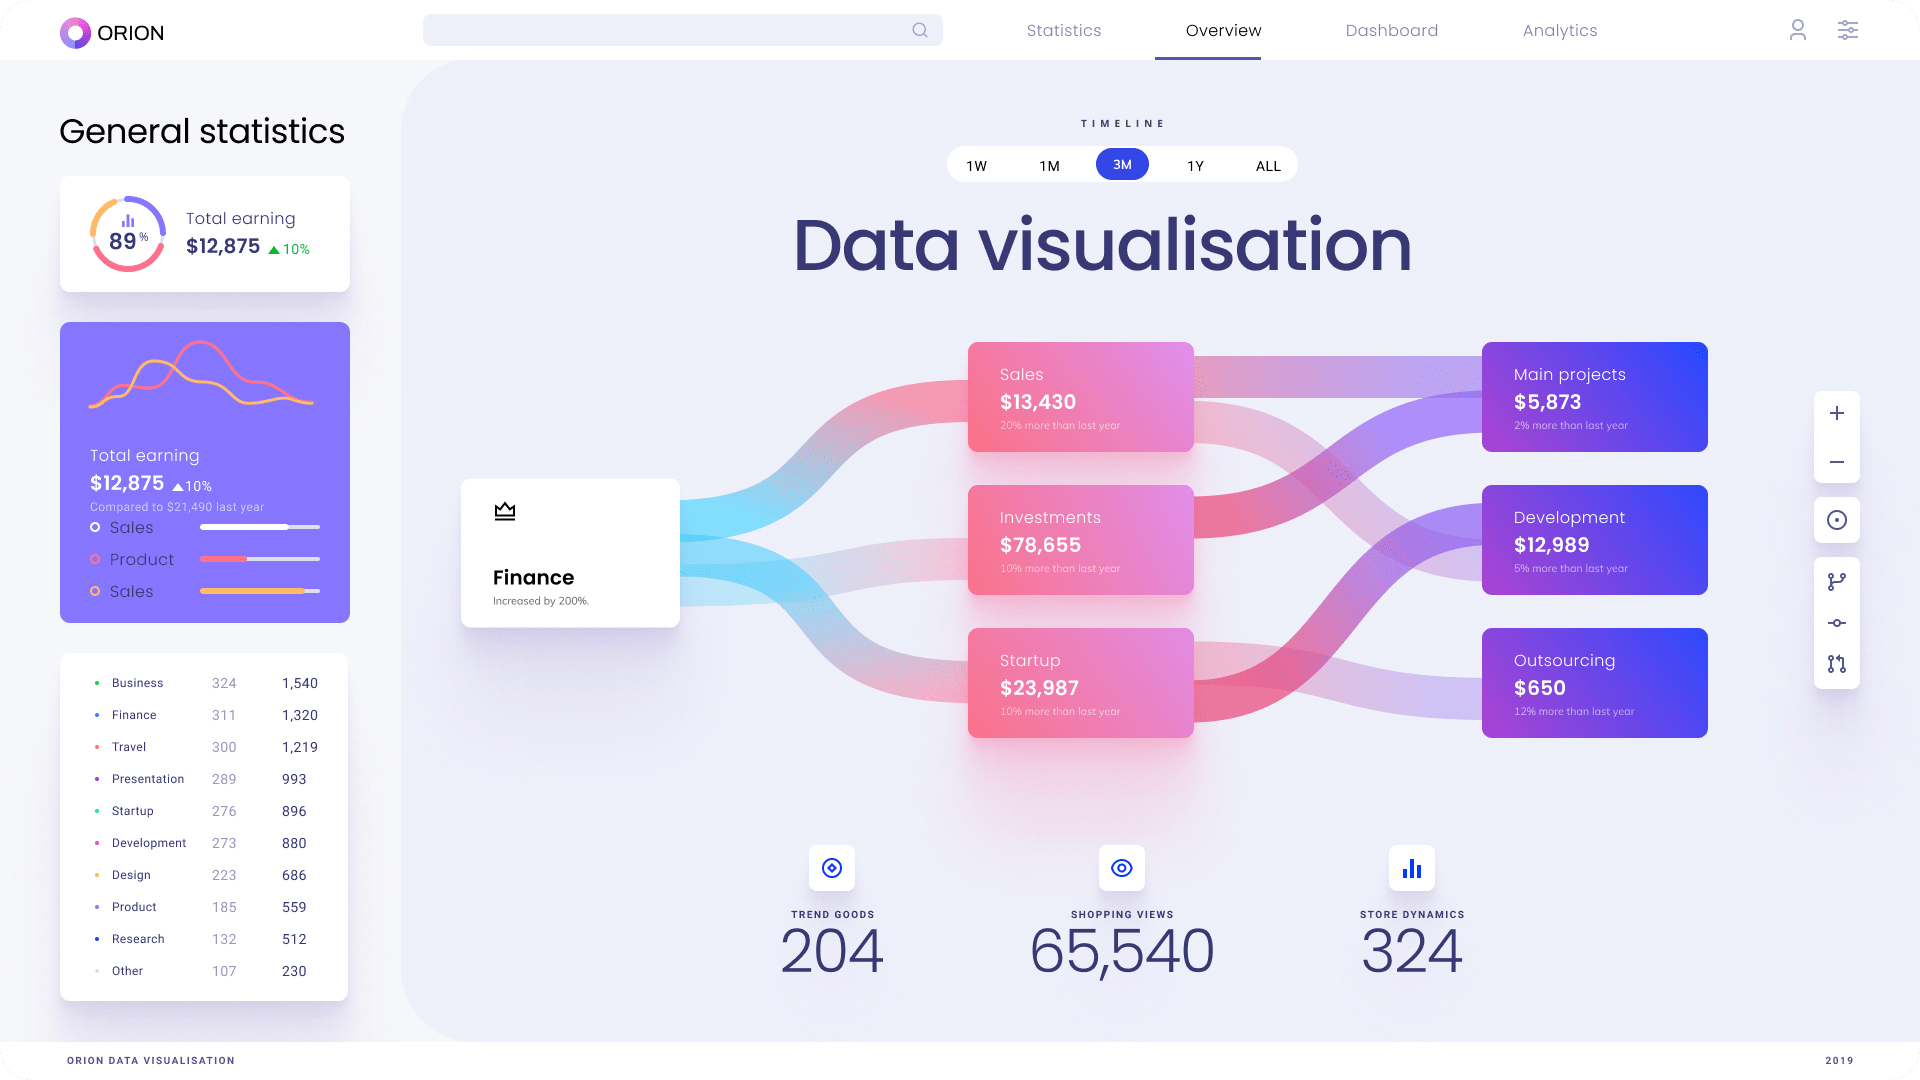 ORION
Statistics
Overview
Dashboard
Analytics
General statistics
89 %
Total earning
$12,875 10%
Total earning
$12,875 10%
Compared to $21,490 last year
Sales
Product
Sales
Business 324 1,540
Finance 311 1,320
Travel 300 1,219
Presentation 289 993
Startup 276 896
Development 273 880
Design 223 686
Product 185 559
Research 132 512
Other 107 230
TIMELINE
1W 1M 3M 1Y ALL
Data visualisation
Finance
Increased by 200%.
Sales
$13,430
20% more than last year
Investments
$78,655
10% more than last year
Startup
$23,987
10% more than last year
Main projects
$5,873
2% more than last year
Development
$12,989
5% more than last year
Outsourcing
$650
12% more than last year
TREND GOODS
204
SHOPPING VIEWS
65,540
STORE DYNAMICS
324
ORION DATA VISUALISATION
2019